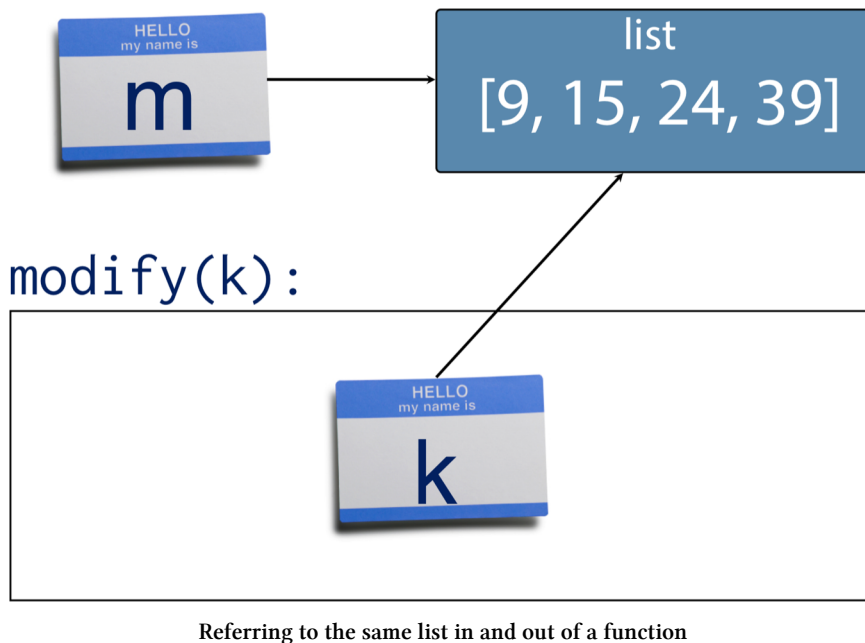 HELLO
my name is
m
list
[9, 15, 24, 39]
modify(k):
HELLO
my name is
k
Referring to the same list in and out of a function